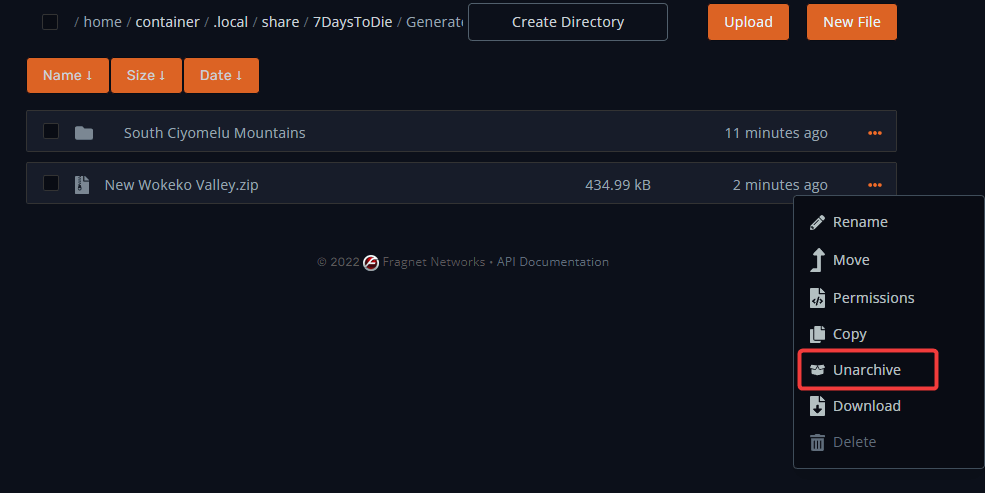 / home / container / .local / share / 7DaysToDie / Generate
Create Directory
Upload
New File
Name ↓
Size ↓
Date ↓
South Ciyomelu Mountains 11 minutes ago
New Wokeko Valley.zip 434.99 kB 2 minutes ago
Rename
Move
Permissions
Copy
Unarchive
Download
Delete
© 2022 Fragnet Networks • API Documentation